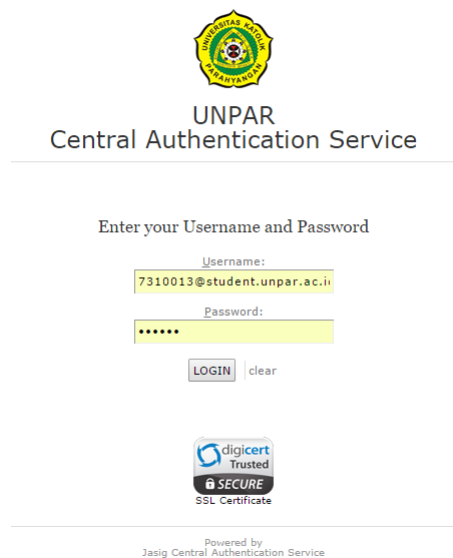 UNIVERSITAS KATOLIK
PARAHYANGAN
UNPAR
Central Authentication Service
Enter your Username and Password
Username:
7310013@student.unpar.ac.i
Password:
••••••
LOGIN
clear
digicert
Trusted
SECURE
SSL Certificate
Powered by
Jasig Central Authentication Service